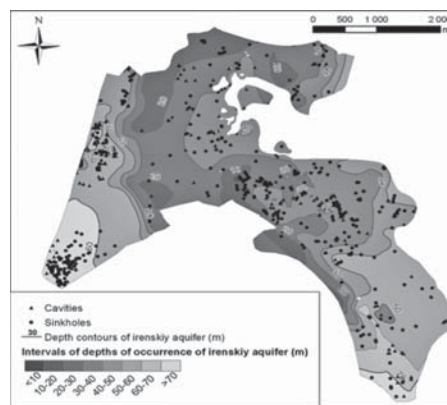 N
0 500 1 000 2 000
m
Cavities
Sinkholes
30 Depth contours of irenskiy aquifer (m)
Intervals of depths of occurrence of irenskiy aquifer (m)
<10 10-20 20-30 30-40 40-50 50-60 60-70 >70